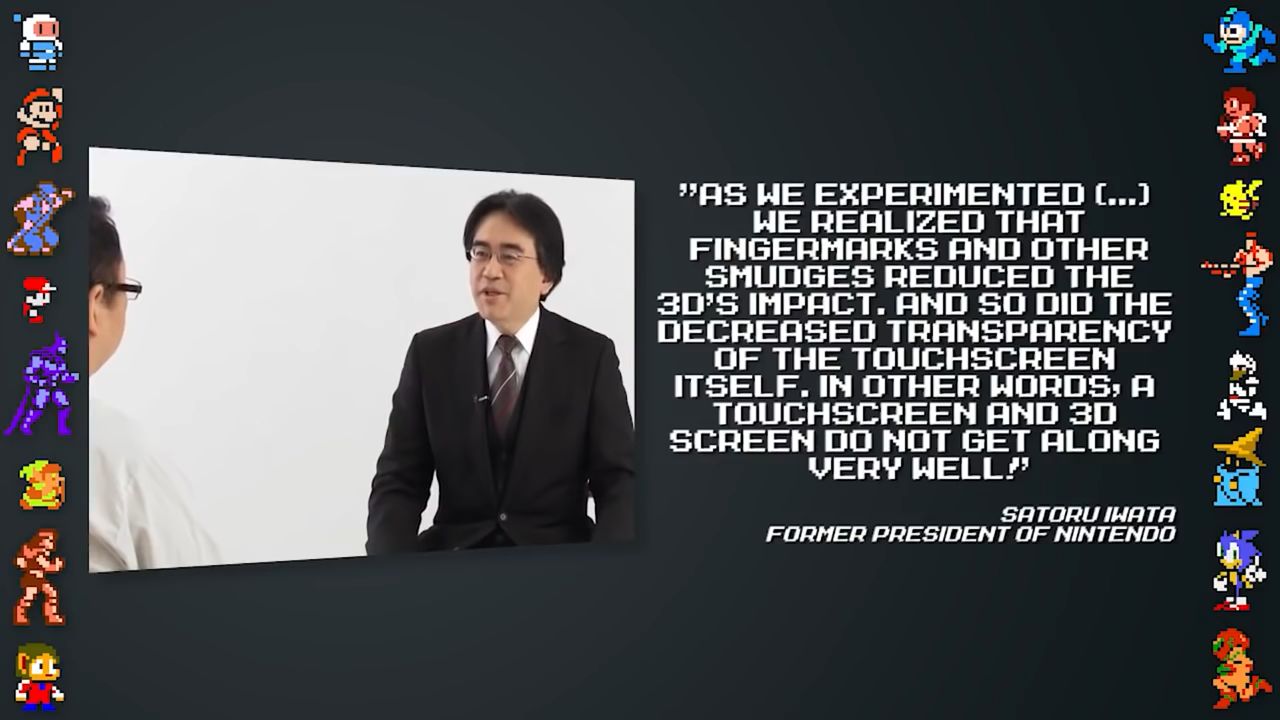 "AS WE EXPERIMENTED (...)
WE REALIZED THAT
FINGERMARKS AND OTHER
SMUDGES REDUCED THE
3D'S IMPACT. AND SO DID THE
DECREASED TRANSPARENCY
OF THE TOUCHSCREEN
ITSELF. IN OTHER WORDS, A
TOUCHSCREEN AND 3D
SCREEN DO NOT GET ALONG
VERY WELL!"
SATORU IWATA
FORMER PRESIDENT OF NINTENDO